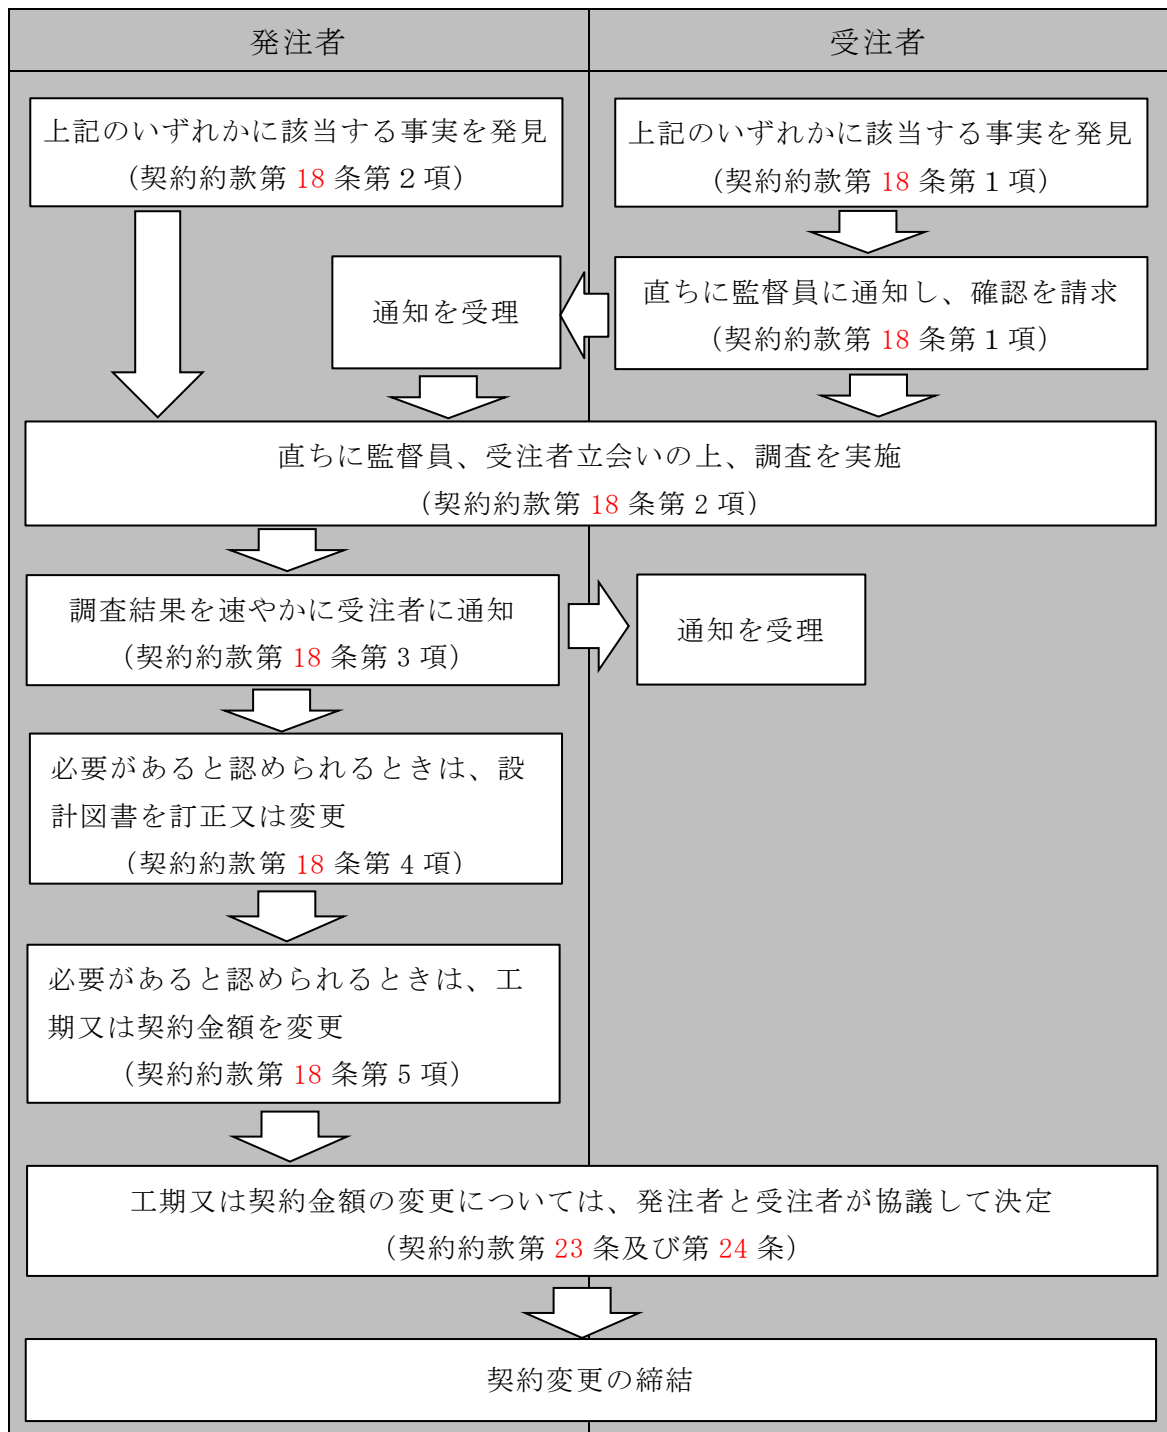 発注者
受注者
上記のいずれかに該当する事実を発見
（契約約款第 18 条第２項）
上記のいずれかに該当する事実を発見
（契約約款第 18 条第１項）
通知を受理
直ちに監督員に通知し、確認を請求
（契約約款第 18 条第１項）
直ちに監督員、受注者立会いの上、調査を実施
（契約約款第 18 条第２項）
調査結果を速やかに受注者に通知
（契約約款第 18 条第３項）
通知を受理
必要があると認められるときは、設
計図書を訂正又は変更
（契約約款第 18 条第４項）
必要があると認められるときは、工
期又は契約金額を変更
（契約約款第 18 条第５項）
工期又は契約金額の変更については、発注者と受注者が協議して決定
（契約約款第 23 条及び第 24 条）
契約変更の締結